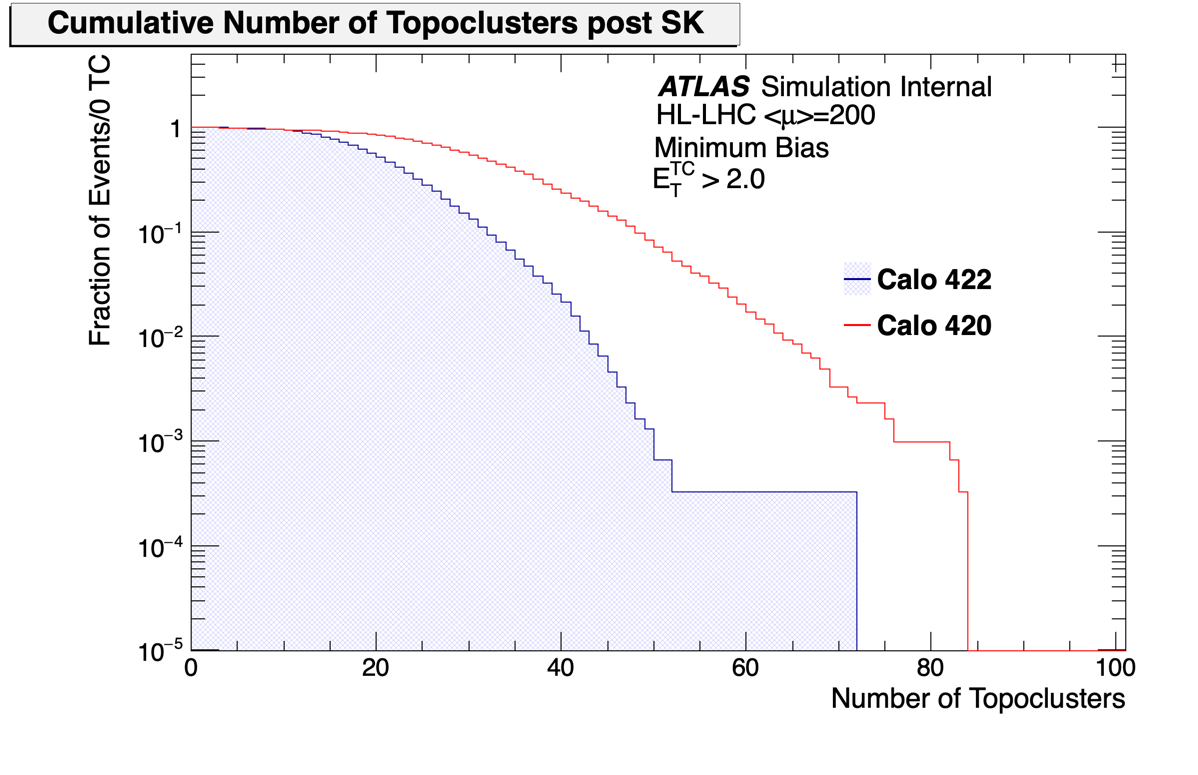 Cumulative Number of Topoclusters post SK
Fraction of Events/0 TC
ATLAS Simulation Internal
HL-LHC <μ>=200
Minimum Bias
E_T^TC > 2.0
Calo 422
Calo 420
1
10⁻¹
10⁻²
10⁻³
10⁻⁴
10⁻⁵
0 20 40 60 80 100
Number of Topoclusters